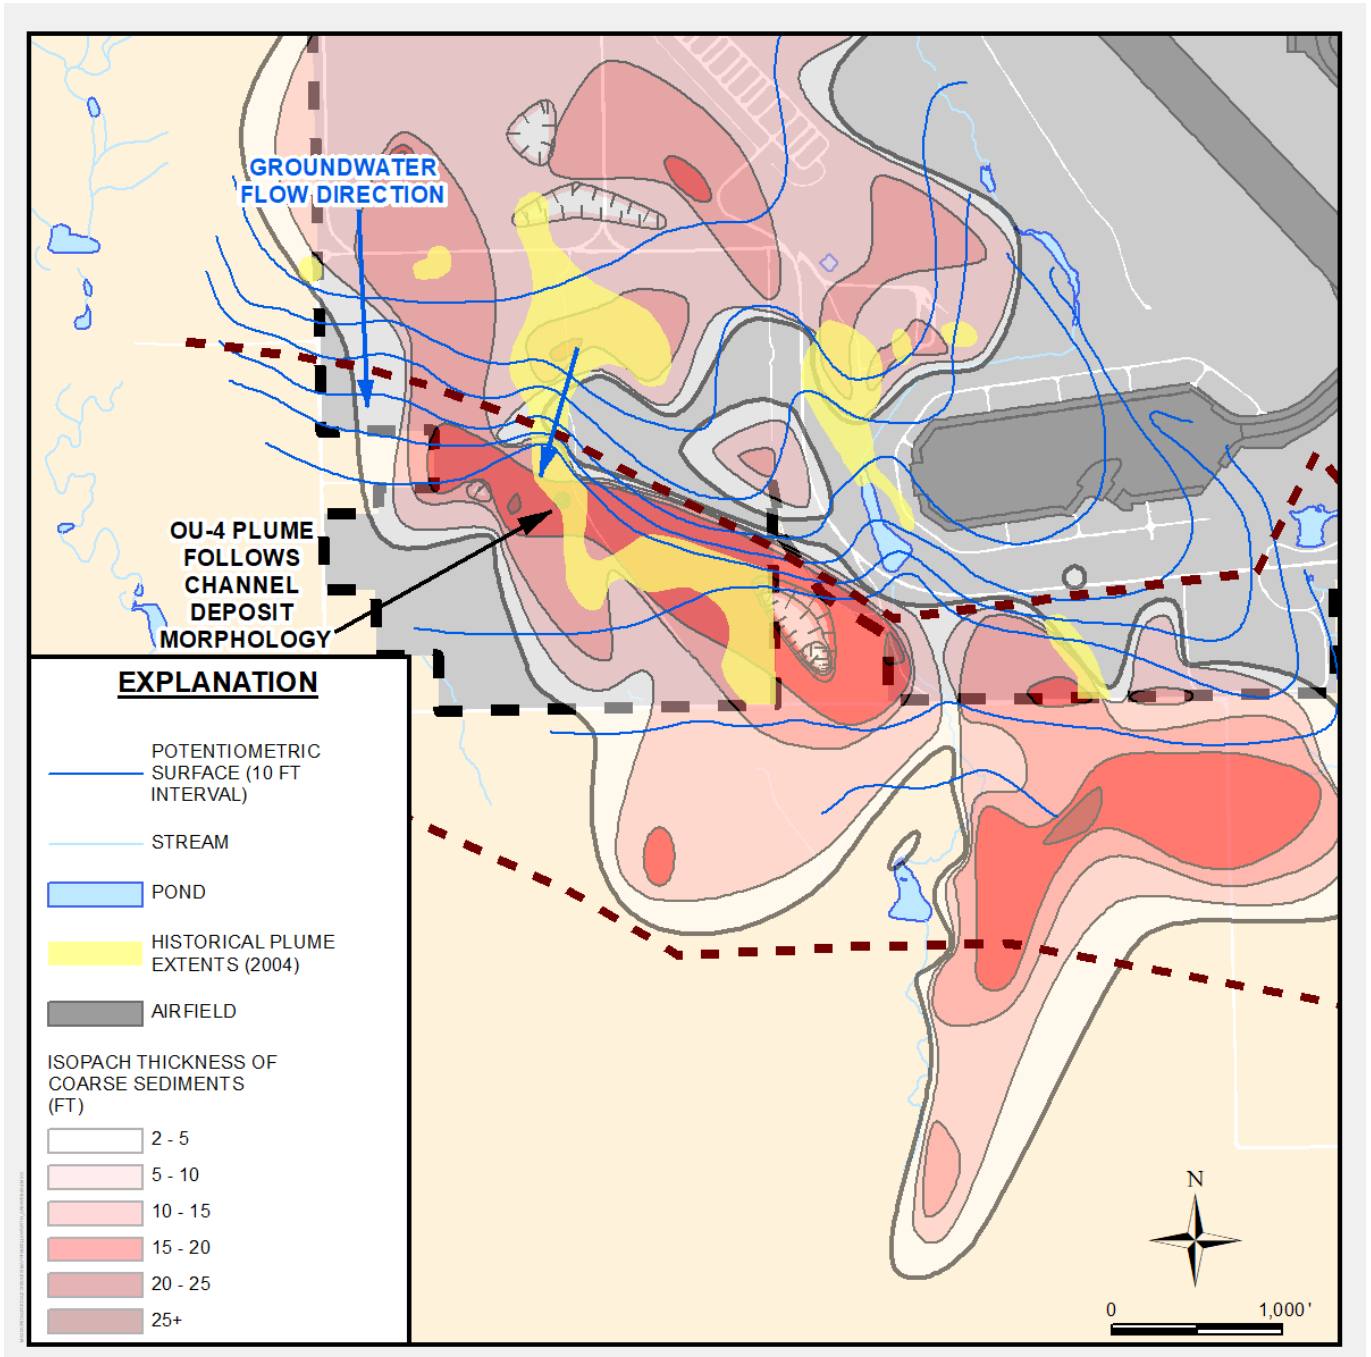 GROUNDWATER
FLOW DIRECTION
OU-4 PLUME
FOLLOWS
CHANNEL
DEPOSIT
MORPHOLOGY
EXPLANATION
POTENTIOMETRIC
SURFACE (10 FT
INTERVAL)
STREAM
POND
HISTORICAL PLUME
EXTENTS (2004)
AIRFIELD
ISOPACH THICKNESS OF
COARSE SEDIMENTS
(FT)
2 - 5
5 - 10
10 - 15
15 - 20
20 - 25
25+
N
0 1,000 '